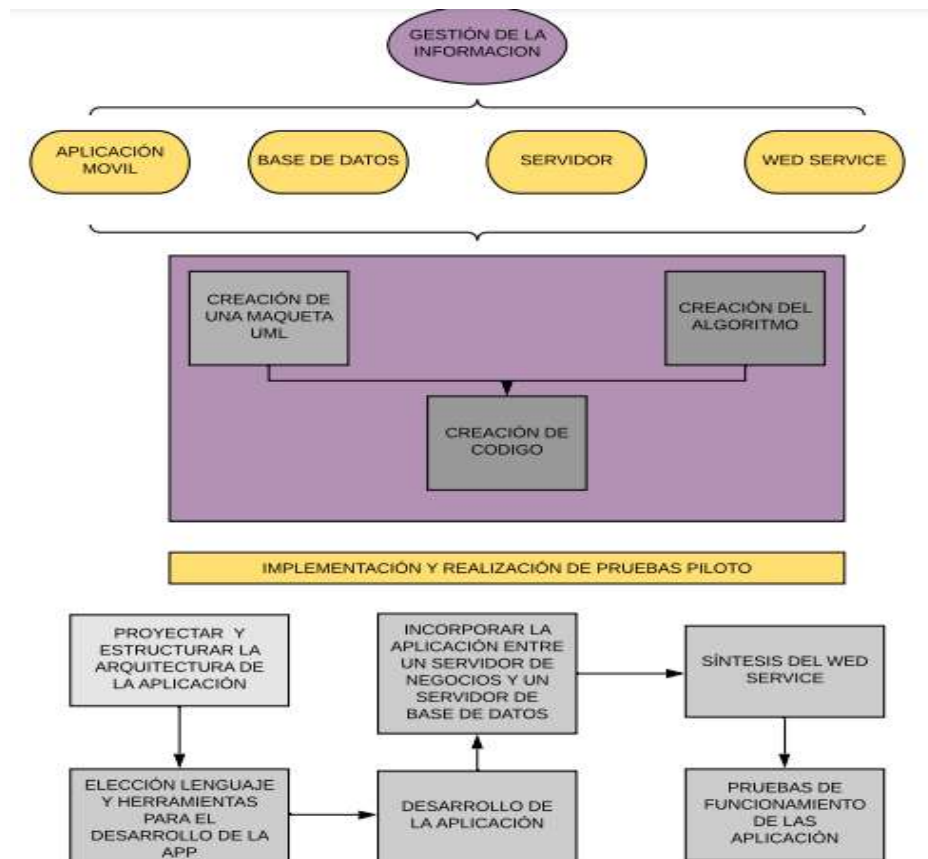 GESTIÓN DE LA
INFORMACION
APLICACIÓN
MOVIL
BASE DE DATOS
SERVIDOR
WED SERVICE
CREACIÓN DE
UNA MAQUETA
UML
CREACIÓN DEL
ALGORITMO
CREACIÓN DE
CODIGO
IMPLEMENTACIÓN Y REALIZACIÓN DE PRUEBAS PILOTO
PROYECTAR Y
ESTRUCTURAR LA
ARQUITECTURA DE
LA APLICACIÓN
INCORPORAR LA
APLICACIÓN ENTRE
UN SERVIDOR DE
NEGOCIOS Y UN
SERVIDOR DE
BASE DE DATOS
SÍNTESIS DEL WED
SERVICE
ELECCIÓN LENGUAJE
Y HERRAMIENTAS
PARA EL
DESARROLLO DE LA
APP
DESARROLLO DE
LA APLICACIÓN
PRUEBAS DE
FUNCIONAMIENTO
DE LAS
APLICACIÓN